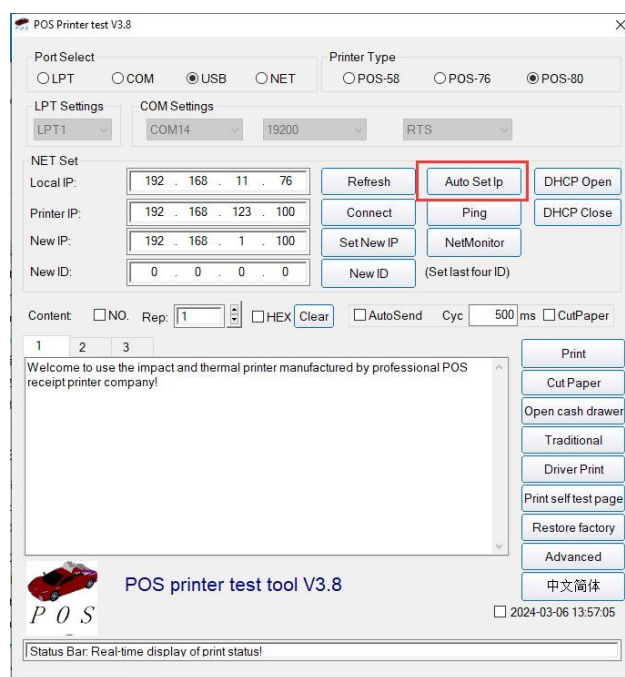 POS Printer test V3.8
Port Select
Printer Type
LPT COM USB NET POS-58 POS-76 POS-80
LPT Settings
COM Settings
LPT1 COM14 19200 RTS
NET Set
Local IP: 192 . 168 . 11 . 76 Refresh Auto Set Ip DHCP Open
Printer IP: 192 . 168 . 123 . 100 Connect Ping DHCP Close
New IP: 192 . 168 . 1 . 100 Set New IP NetMonitor
New ID: 0 . 0 . 0 . 0 New ID (Set last four ID)
Content: NO. Rep: 1 HEX Clear AutoSend Cyc 500 ms CutPaper
1 2 3
Welcome to use the impact and thermal printer manufactured by professional POS
receipt printer company!
Print
Cut Paper
Open cash drawer
Traditional
Driver Print
Print self test page
Restore factory
Advanced
中文简体
POS printer test tool V3.8
POS
2024-03-06 13:57:05
Status Bar: Real-time display of print status!